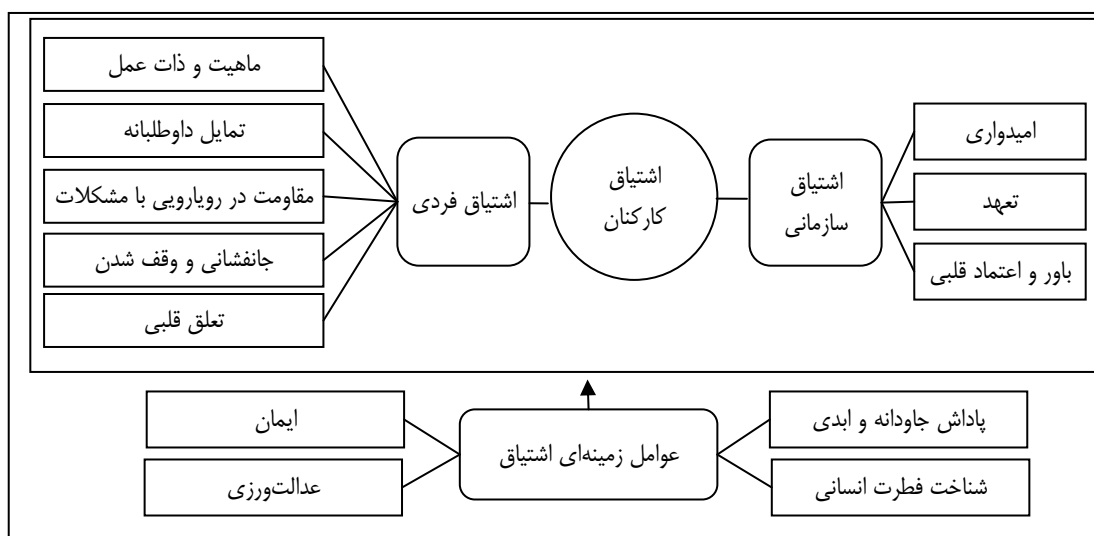 امیدواری
تعهد
باور و اعتماد قلبی
اشتیاق
سازمانی
اشتیاق
کارکنان
اشتیاق فردی
ماهیت و ذات عمل
تمایل داوطلبانه
مقاومت در رویارویی با مشکلات
جانفشانی و وقف شدن
تعلق قلبی
پاداش جاودانه و ابدی
شناخت فطرت انسانی
عوامل زمینه‌ای اشتیاق
ایمان
عدالت‌ورزی